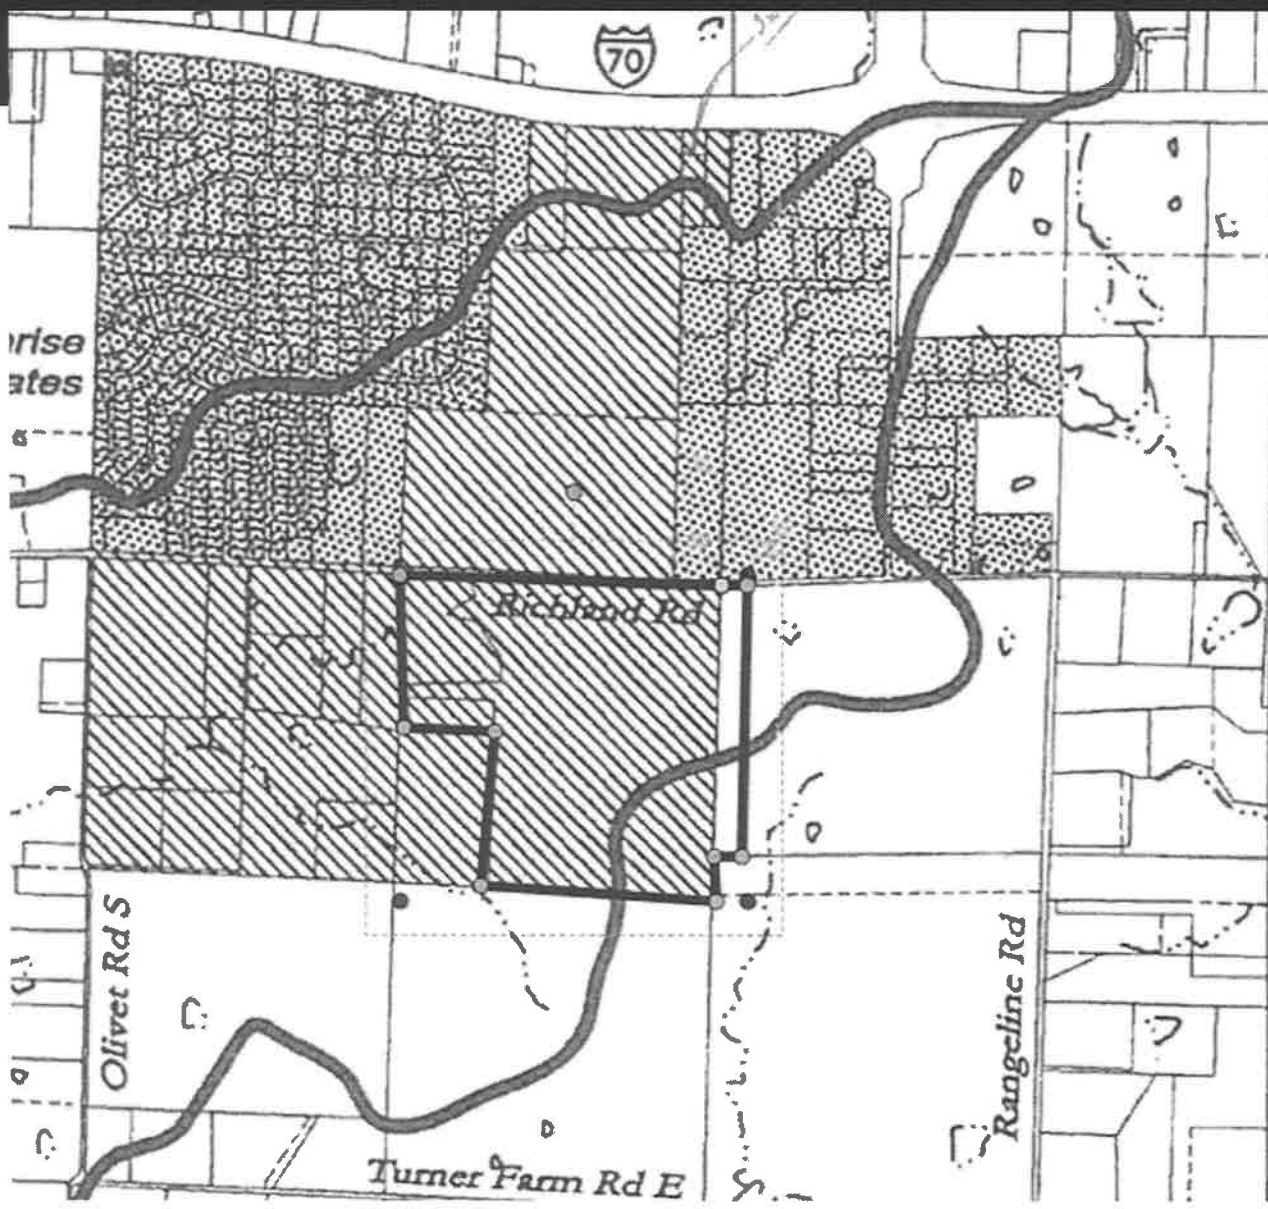 70
rise
ates
Richland Rd
Olivet Rd S
Rangeline Rd
Turner Farm Rd E